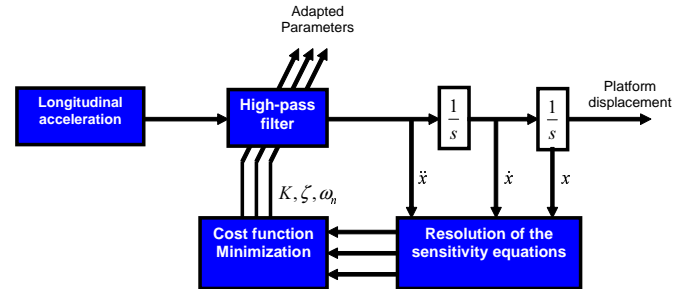 Adapted
Parameters
Longitudinal
acceleration
High-pass
filter
1
s
1
s
Platform
displacement
ẍ
ẋ
x
K, ζ, ωₙ
Cost function
Minimization
Resolution of the
sensitivity equations